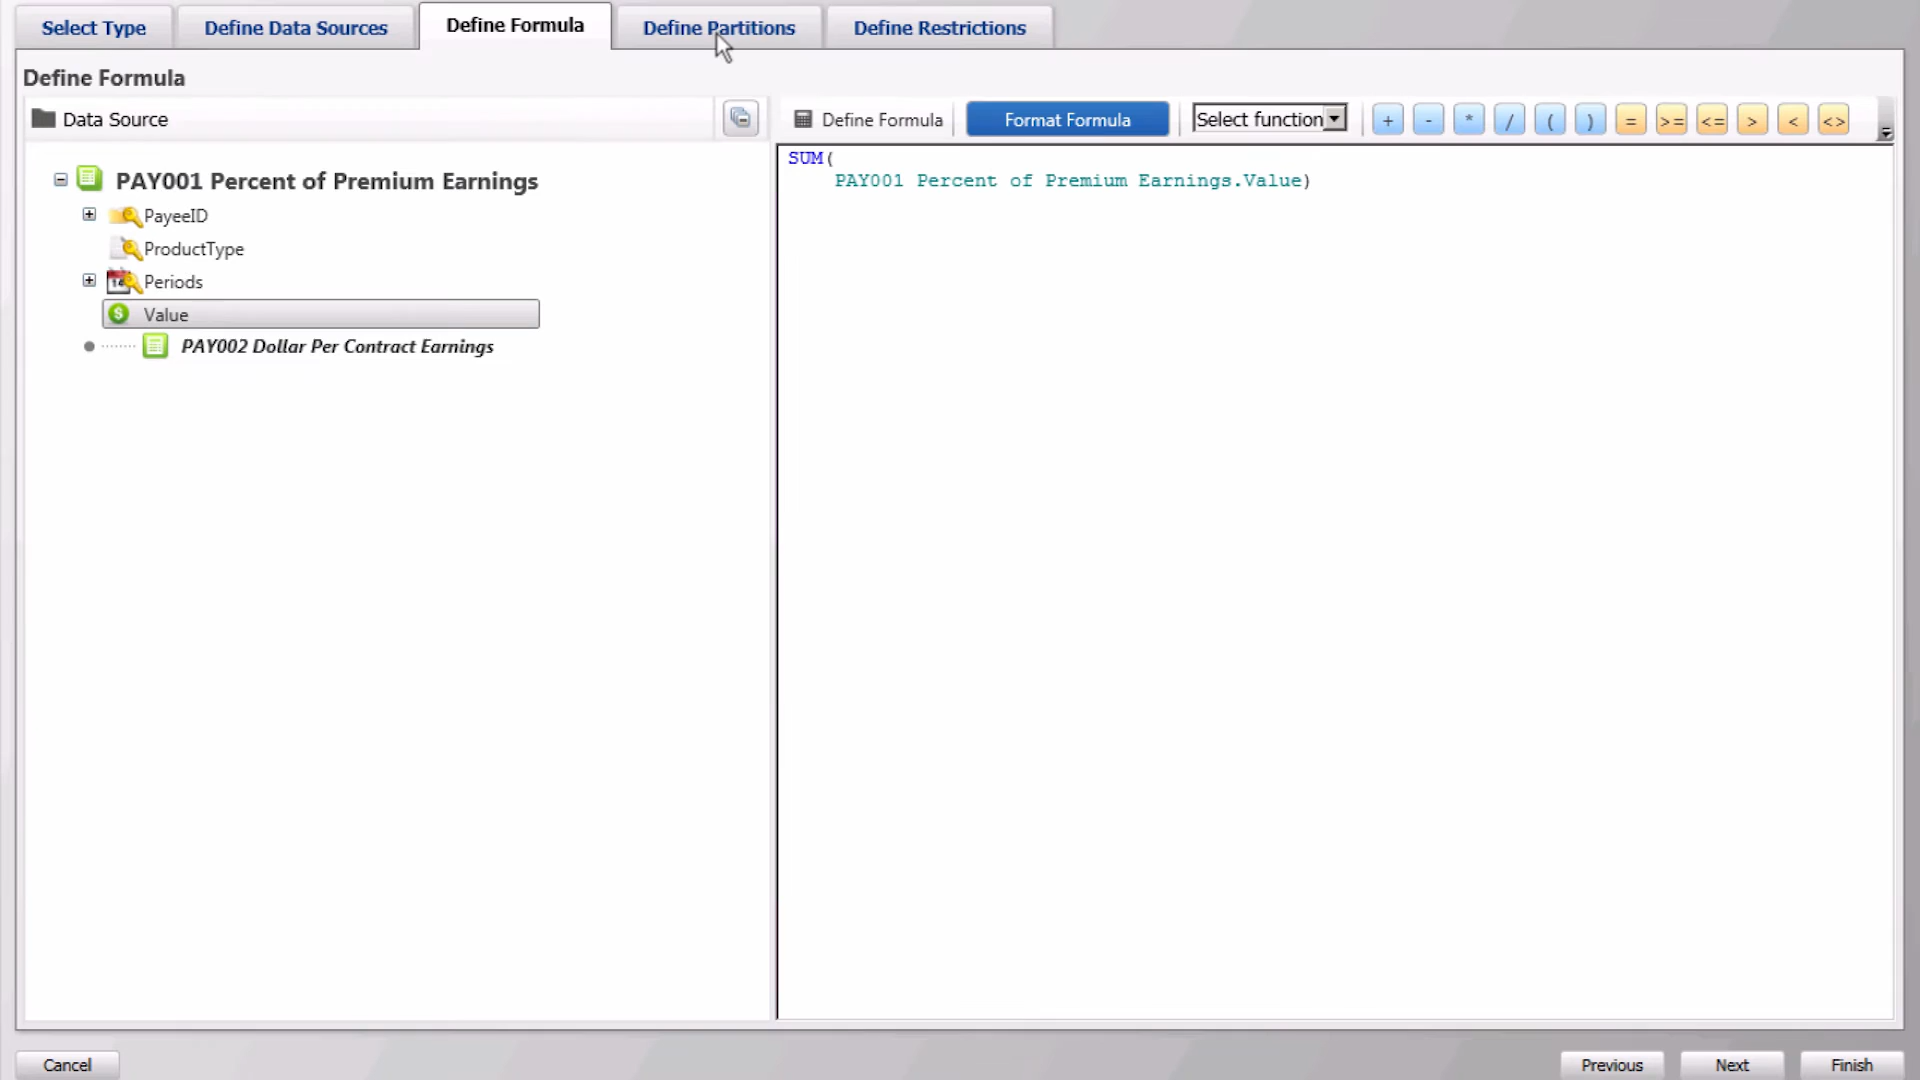 Select Type
Define Data Sources
Define Formula
Define Partitions
Define Restrictions
Define Formula
Data Source
Define Formula
Format Formula
Select function
+
-
*
/
(
)
=
>=
<=
>
<
<>
PAY001 Percent of Premium Earnings
PayeeID
ProductType
Periods
Value
PAY002 Dollar Per Contract Earnings
SUM(
PAY001 Percent of Premium Earnings.Value)
Cancel
Previous
Next
Finish